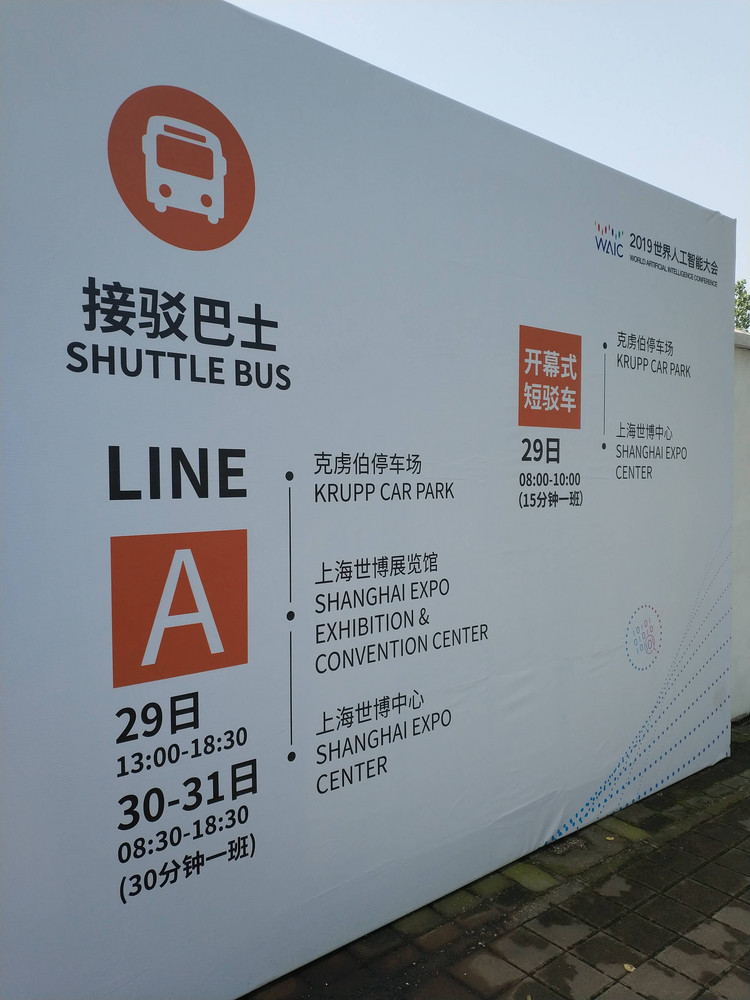 接驳巴士
SHUTTLE BUS
LINE
A
29日
13:00-18:30
30-31日
08:30-18:30
(30分钟一班)
克虏伯停车场
KRUPP CAR PARK
上海世博展览馆
SHANGHAI EXPO
EXHIBITION &
CONVENTION CENTER
上海世博中心
SHANGHAI EXPO
CENTER
WAIC
2019世界人工智能大会
WORLD ARTIFICIAL INTELLIGENCE CONFERENCE
开幕式
短驳车
29日
08:00-10:00
(15分钟一班)
克虏伯停车场
KRUPP CAR PARK
上海世博中心
SHANGHAI EXPO
CENTER